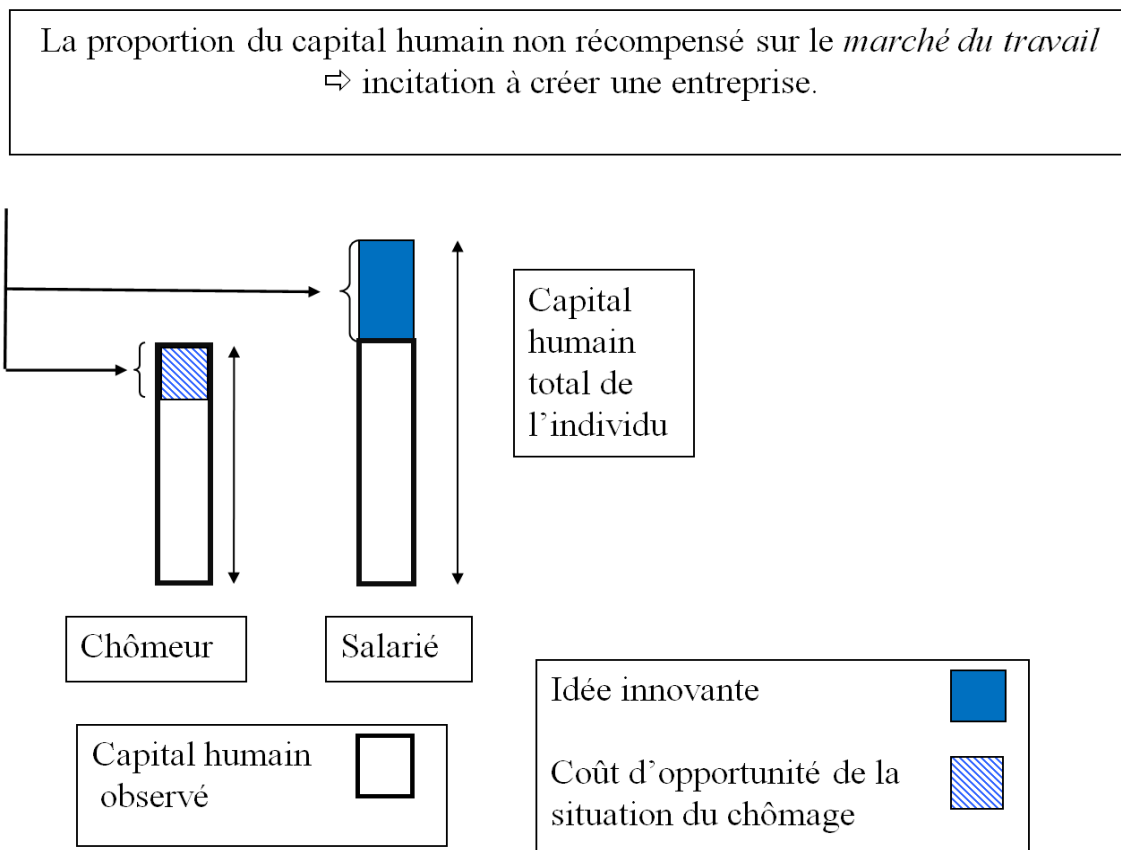 La proportion du capital humain non récompensé sur le marché du travail
⇨ incitation à créer une entreprise.
Capital
humain
total de
l’individu
Chômeur
Salarié
Capital humain
observé
Idée innovante
Coût d’opportunité de la
situation du chômage